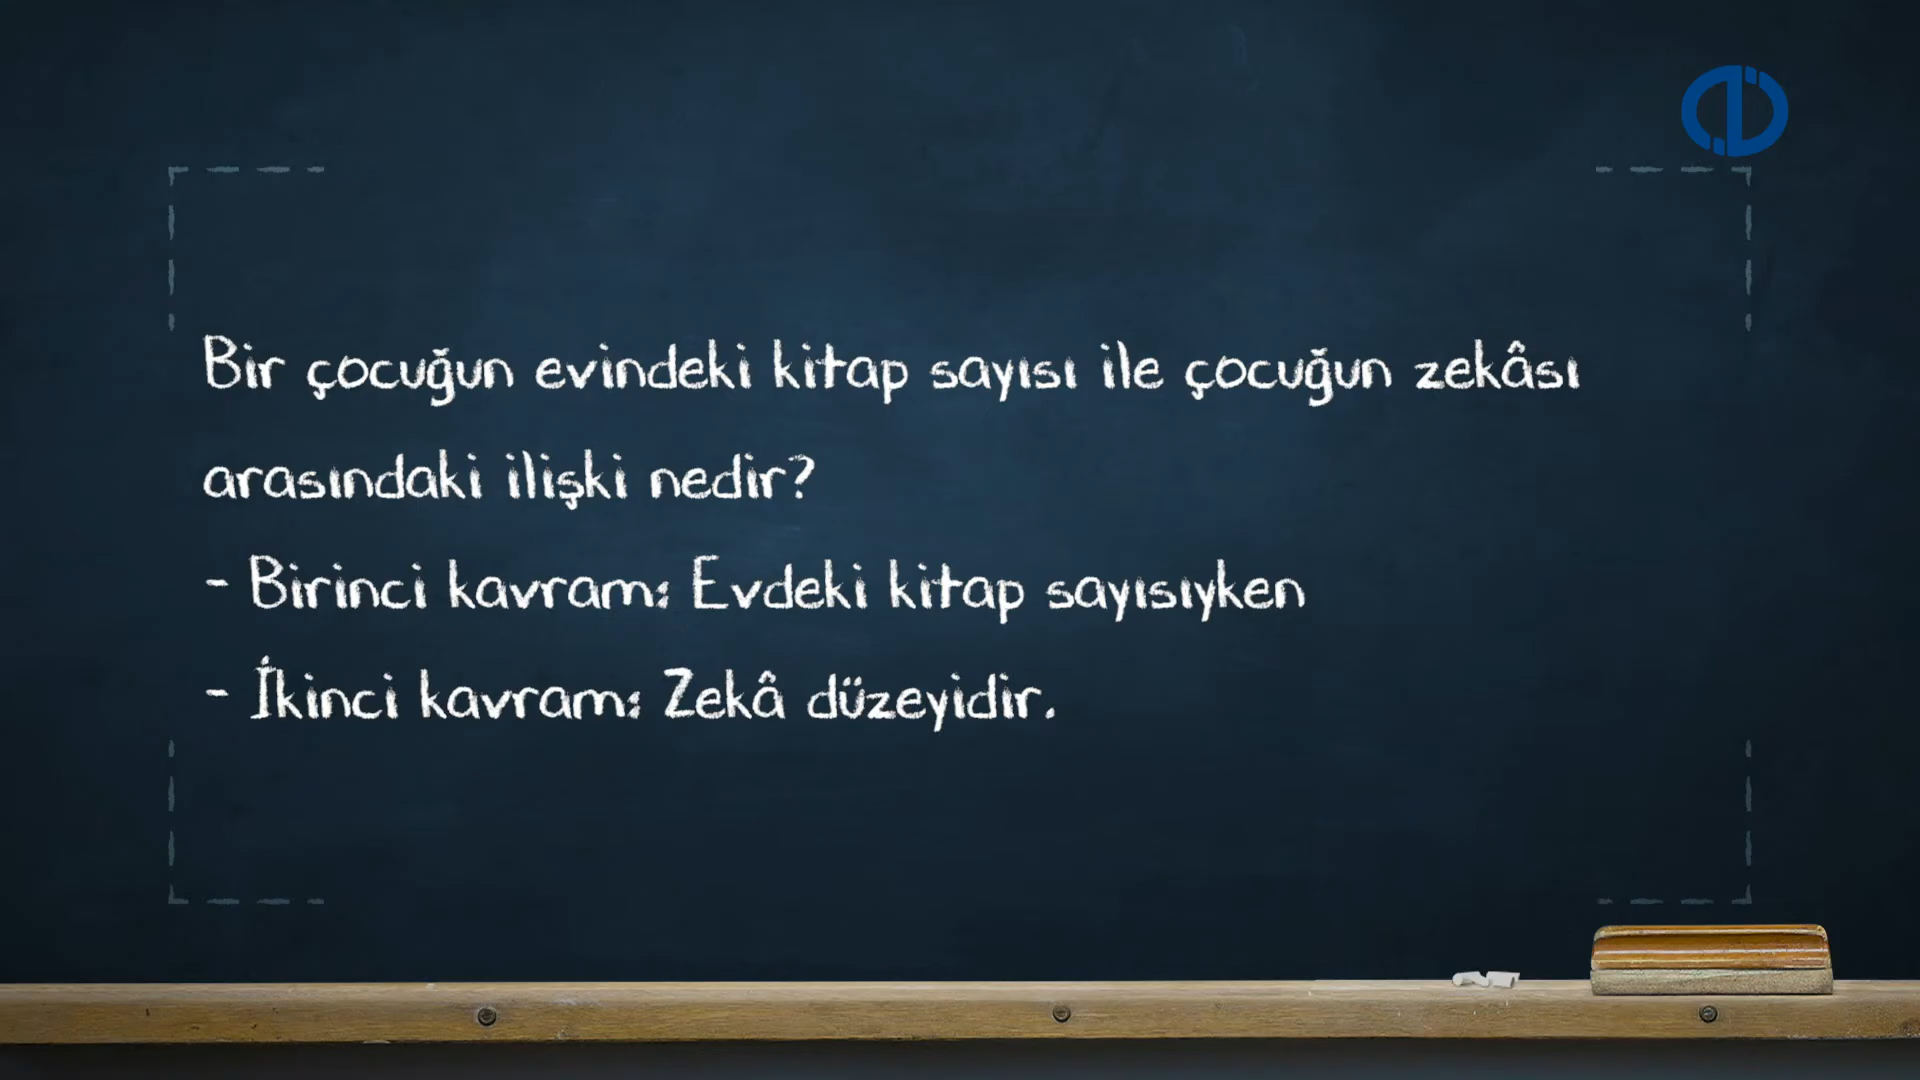 Bir çocuğun evindeki kitap sayısı ile çocuğun zekâsı
arasındaki ilişki nedir?
- Birinci kavram: Evdeki kitap sayısıyken
- İkinci kavram: Zekâ düzeyidir.